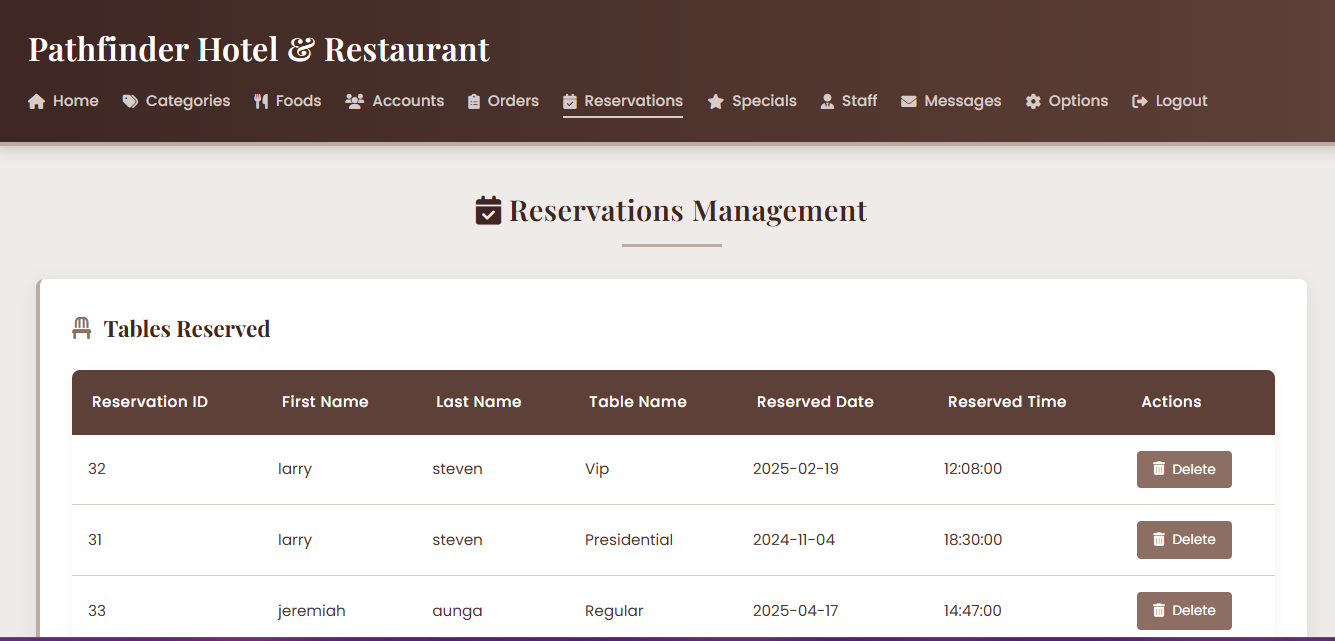 Pathfinder Hotel & Restaurant
Home Categories Foods Accounts Orders Reservations Specials Staff Messages Options Logout
Reservations Management
Tables Reserved
Reservation ID First Name Last Name Table Name Reserved Date Reserved Time Actions
32 larry steven Vip 2025-02-19 12:08:00 Delete
31 larry steven Presidential 2024-11-04 18:30:00 Delete
33 jeremiah aunga Regular 2025-04-17 14:47:00 Delete